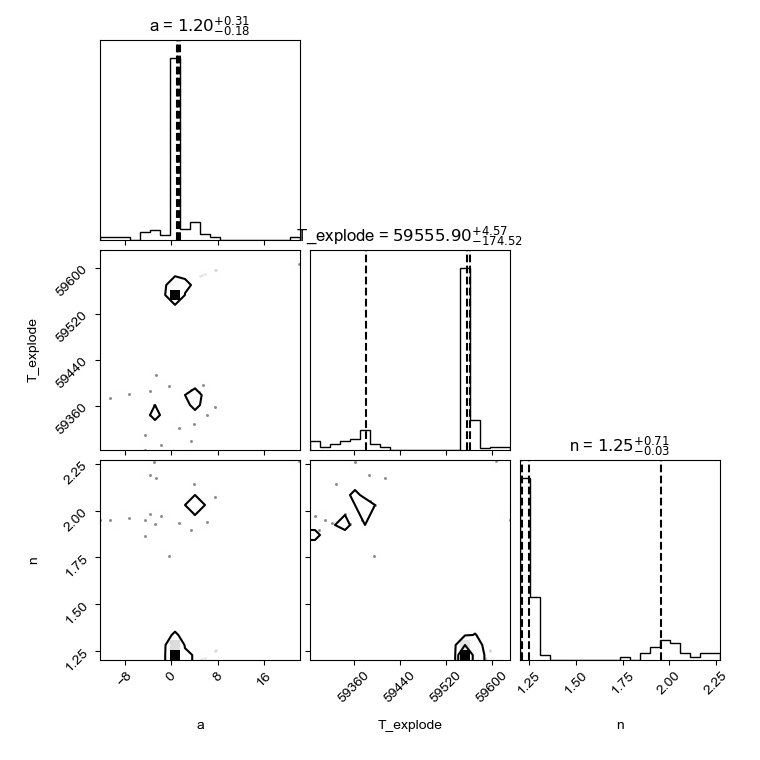 a = 1.20+0.31−0.18
T_explode = 59555.90+4.57−174.52
59600
59520
59440
59360
T_explode
n = 1.25+0.71−0.03
2.25
2.00
1.75
1.50
1.25
n
−8 0 8 16
59360 59440 59520 59600
1.25 1.50 1.75 2.00 2.25
a T_explode n